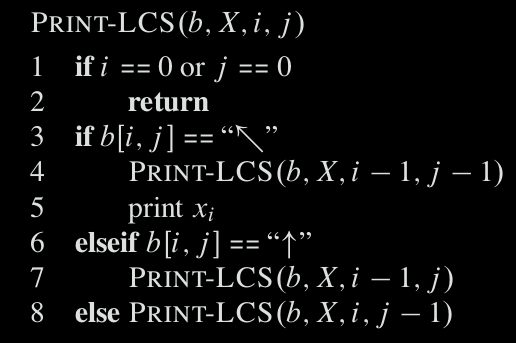 PRINT-LCS(b, X, i, j)
1 if i == 0 or j == 0
2 return
3 if b[i, j] == “↖”
4 PRINT-LCS(b, X, i − 1, j − 1)
5 print xᵢ
6 elseif b[i, j] == “↑”
7 PRINT-LCS(b, X, i − 1, j)
8 else PRINT-LCS(b, X, i, j − 1)